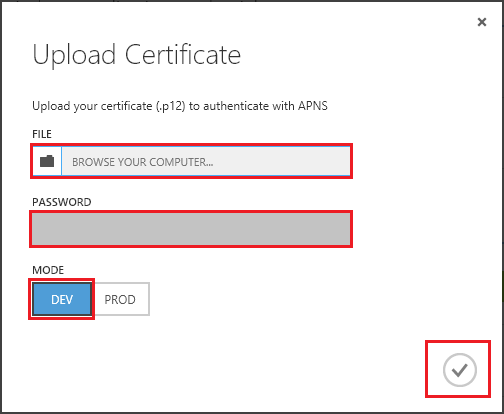 Upload Certificate
Upload your certificate (.p12) to authenticate with APNS
FILE
BROWSE YOUR COMPUTER...
PASSWORD
MODE
DEV PROD